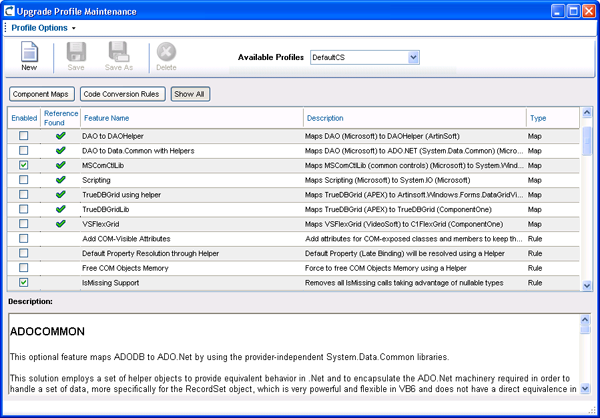 Upgrade Profile Maintenance
Profile Options
New Save Save As Delete
Available Profiles DefaultCS
Component Maps Code Conversion Rules Show All
Enabled Reference Found Feature Name Description Type
DAO to DAOHelper Maps DAO (Microsoft) to DAOHelper (ArtinSoft) Map
DAO to Data.Common with Helpers Maps DAO (Microsoft) to ADO.NET (System.Data.Common) (Micro... Map
MSComCtlLib Maps MSComCtlLib (common controls) (Microsoft) to System.Wind... Map
Scripting Maps Scripting (Microsoft) to System.IO (Microsoft) Map
TrueDBGrid using helper Maps TrueDBGrid (APEX) to Artinsoft.Windows.Forms.DataGridVi... Map
TrueDBGridLib Maps TrueDBGrid (APEX) to TrueDBGrid (ComponentOne) Map
VSFlexGrid Maps VSFlexGrid (VideoSoft) to C1FlexGrid (ComponentOne) Map
Add COM-Visible Attributes Add attributes for COM-exposed classes and members to keep th... Rule
Default Property Resolution through Helper Default Property (Late Binding) will be resolved using a Helper Rule
Free COM Objects Memory Force to free COM Objects Memory using a Helper Rule
IsMissing Support Removes all IsMissing calls taking advantage of nullable types Rule
Description:
ADOCOMMON
This optional feature maps ADODB to ADO.Net by using the provider-independent System.Data.Common libraries.
This solution employs a set of helper objects to provide equivalent behavior in .Net and to encapsulate the ADO.Net machinery required in order to
handle a set of data, more specifically for the RecordSet object, which is very powerful and flexible in VB6 and does not have a direct equivalence in